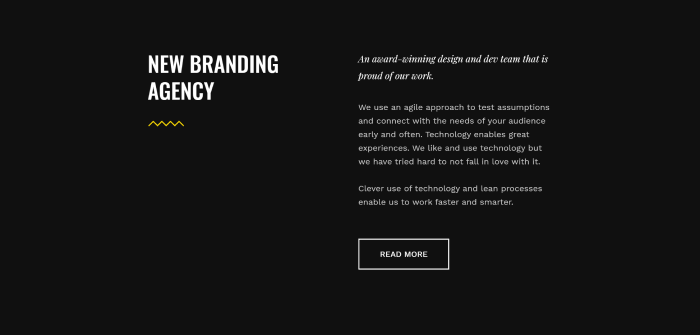 NEW BRANDING
AGENCY
An award-winning design and dev team that is
proud of our work.
We use an agile approach to test assumptions
and connect with the needs of your audience
early and often. Technology enables great
experiences. We like and use technology but
we have tried hard to not fall in love with it.
Clever use of technology and lean processes
enable us to work faster and smarter.
READ MORE